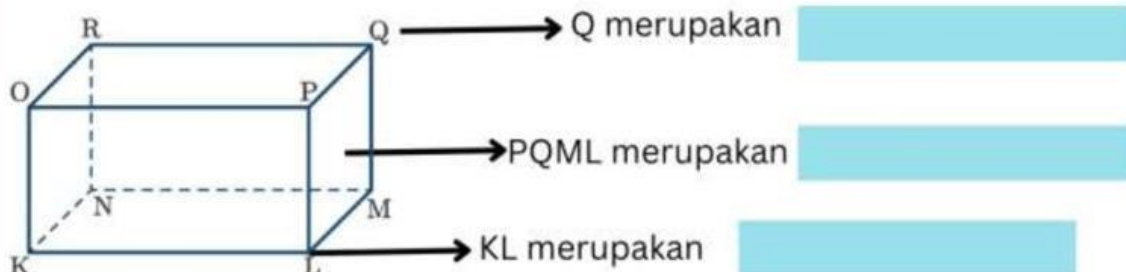 R
Q
Q merupakan
O
P
PQML merupakan
N
M
KL merupakan
K
L